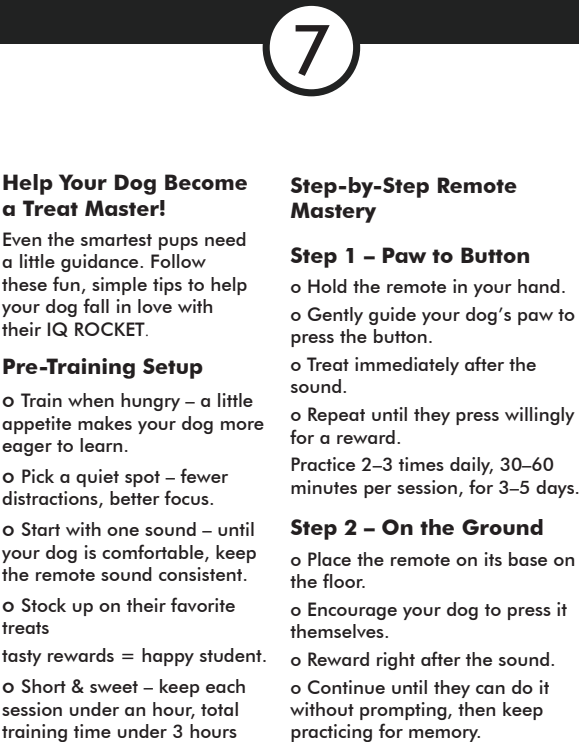 7
Help Your Dog Become
a Treat Master!
Even the smartest pups need
a little guidance. Follow
these fun, simple tips to help
your dog fall in love with
their IQ ROCKET.
Pre-Training Setup
o Train when hungry – a little
appetite makes your dog more
eager to learn.
o Pick a quiet spot – fewer
distractions, better focus.
o Start with one sound – until
your dog is comfortable, keep
the remote sound consistent.
o Stock up on their favorite
treats
tasty rewards = happy student.
o Short & sweet – keep each
session under an hour, total
training time under 3 hours
Step-by-Step Remote
Mastery
Step 1 – Paw to Button
o Hold the remote in your hand.
o Gently guide your dog’s paw to
press the button.
o Treat immediately after the
sound.
o Repeat until they press willingly
for a reward.
Practice 2–3 times daily, 30–60
minutes per session, for 3–5 days.
Step 2 – On the Ground
o Place the remote on its base on
the floor.
o Encourage your dog to press it
themselves.
o Reward right after the sound.
o Continue until they can do it
without prompting, then keep
practicing for memory.